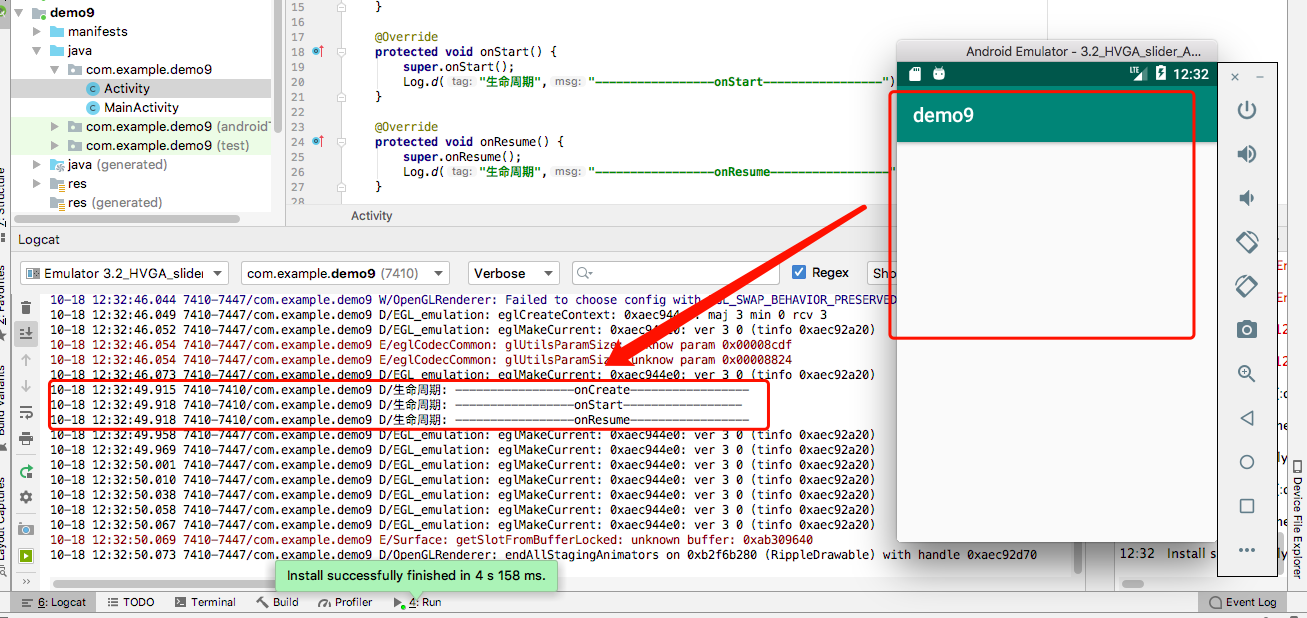 demo9
manifests
java
com.example.demo9
Activity
MainActivity
com.example.demo9 (android
com.example.demo9 (test)
java (generated)
res
res (generated)
15 }
16
17 @Override
18 protected void onStart() {
19 super.onStart();
20 Log.d( tag: "生命周期", msg: "—————————————————onStart—————————————————")
21 }
22
23 @Override
24 protected void onResume() {
25 super.onResume();
26 Log.d( tag: "生命周期", msg: "—————————————————onResume—————————————————"
27 }
28
Activity
Android Emulator - 3.2_HVGA_slider_A...
LTE 12:32
demo9
Logcat
Emulator 3.2_HVGA_slider
com.example.demo9 (7410)
Verbose
Regex
Sho
10-18 12:32:46.044 7410-7447/com.example.demo9 W/OpenGLRenderer: Failed to choose config with EGL_SWAP_BEHAVIOR_PRESERVED
10-18 12:32:46.049 7410-7447/com.example.demo9 D/EGL_emulation: eglCreateContext: maj 3 min 0 rcv 3
10-18 12:32:46.052 7410-7447/com.example.demo9 D/EGL_emulation: eglMakeCurrent: 0xaec944e0: ver 3 0 (tinfo 0xaec92a20)
10-18 12:32:46.054 7410-7447/com.example.demo9 E/eglCodecCommon: glUtilsParamSize: unknow param 0x00008cdf
10-18 12:32:46.054 7410-7447/com.example.demo9 E/eglCodecCommon: glUtilsParamSize: unknow param 0x00008824
10-18 12:32:46.073 7410-7447/com.example.demo9 D/EGL_emulation: eglMakeCurrent: 0xaec944e0: ver 3 0 (tinfo 0xaec92a20)
10-18 12:32:49.915 7410-7410/com.example.demo9 D/生命周期: —————————————————onCreate—————————————————
10-18 12:32:49.918 7410-7410/com.example.demo9 D/生命周期: —————————————————onStart—————————————————
10-18 12:32:49.918 7410-7410/com.example.demo9 D/生命周期: —————————————————onResume—————————————————
10-18 12:32:49.958 7410-7447/com.example.demo9 D/EGL_emulation: eglMakeCurrent: 0xaec944e0: ver 3 0 (tinfo 0xaec92a20)
10-18 12:32:49.969 7410-7447/com.example.demo9 D/EGL_emulation: eglMakeCurrent: 0xaec944e0: ver 3 0 (tinfo 0xaec92a20)
10-18 12:32:50.001 7410-7447/com.example.demo9 D/EGL_emulation: eglMakeCurrent: 0xaec944e0: ver 3 0 (tinfo 0xaec92a20)
10-18 12:32:50.010 7410-7447/com.example.demo9 D/EGL_emulation: eglMakeCurrent: 0xaec944e0: ver 3 0 (tinfo 0xaec92a20)
10-18 12:32:50.038 7410-7447/com.example.demo9 D/EGL_emulation: eglMakeCurrent: 0xaec944e0: ver 3 0 (tinfo 0xaec92a20)
10-18 12:32:50.058 7410-7447/com.example.demo9 D/EGL_emulation: eglMakeCurrent: 0xaec944e0: ver 3 0 (tinfo 0xaec92a20)
10-18 12:32:50.067 7410-7447/com.example.demo9 D/EGL_emulation: eglMakeCurrent: 0xaec944e0: ver 3 0 (tinfo 0xaec92a20)
10-18 12:32:50.069 7410-7447/com.example.demo9 E/Surface: getSlotFromBufferLocked: unknown buffer: 0xab309640
10-18 12:32:50.073 7410-7447/com.example.demo9 D/OpenGLRenderer: endAllStagingAnimators on 0xb2f6b280 (RippleDrawable) with handle 0xaec92d70
12:32 Install s
Install successfully finished in 4 s 158 ms.
6: Logcat
TODO
Terminal
Build
Profiler
4: Run
Event Log
Z: Structure
2: Favorites
Build Variants
Layout Captures
Device File Explorer